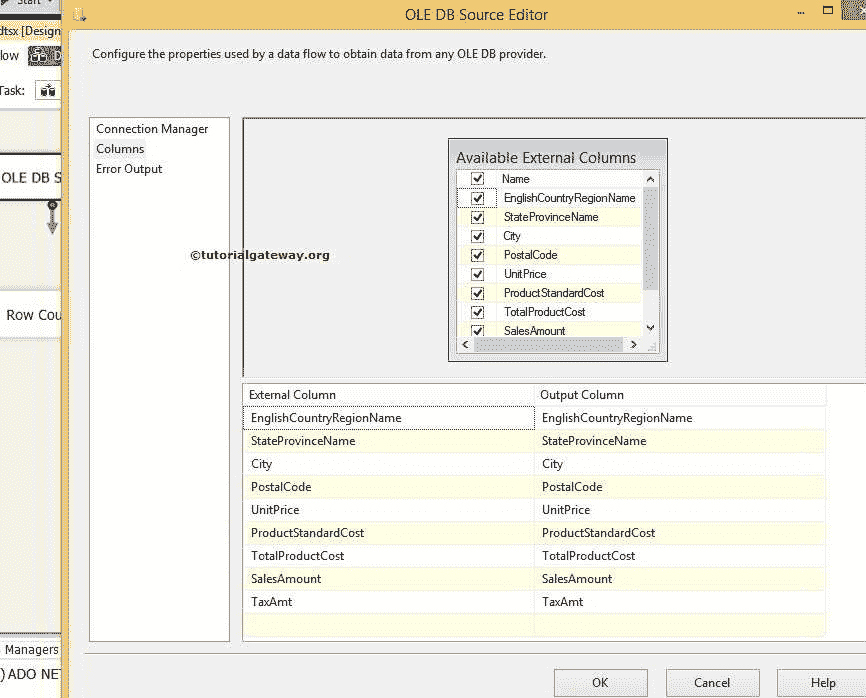 Start
OLE DB Source Editor
dtsx [Design
low
Configure the properties used by a data flow to obtain data from any OLE DB provider.
Task:
Connection Manager
Columns
Error Output
Available External Columns
Name
EnglishCountryRegionName
StateProvinceName
City
PostalCode
UnitPrice
ProductStandardCost
TotalProductCost
SalesAmount
OLE DB S
©tutorialgateway.org
Row Cou
External Column Output Column
EnglishCountryRegionName EnglishCountryRegionName
StateProvinceName StateProvinceName
City City
PostalCode PostalCode
UnitPrice UnitPrice
ProductStandardCost ProductStandardCost
TotalProductCost TotalProductCost
SalesAmount SalesAmount
TaxAmt TaxAmt
Managers
) ADO NE
OK Cancel Help